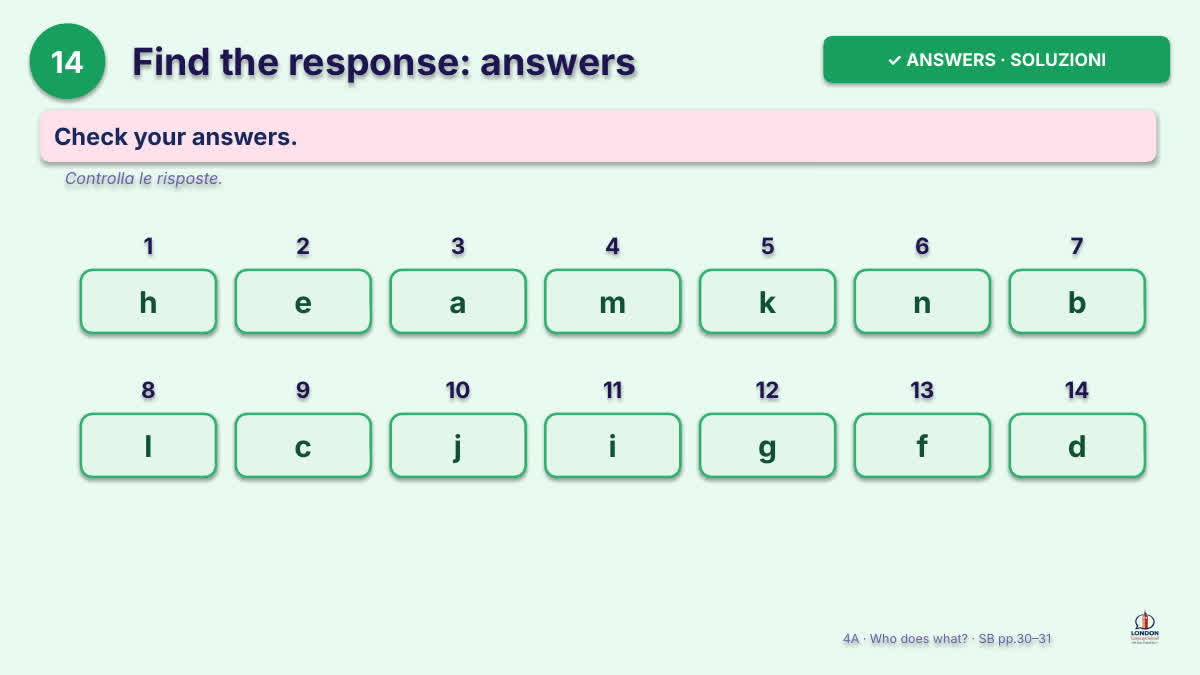 14
Find the response: answers
✓ ANSWERS · SOLUZIONI
Check your answers.
Controlla le risposte.
1 2 3 4 5 6 7
h e a m k n b
8 9 10 11 12 13 14
l c j i g f d
4A · Who does what? · SB pp.30–31
LONDON